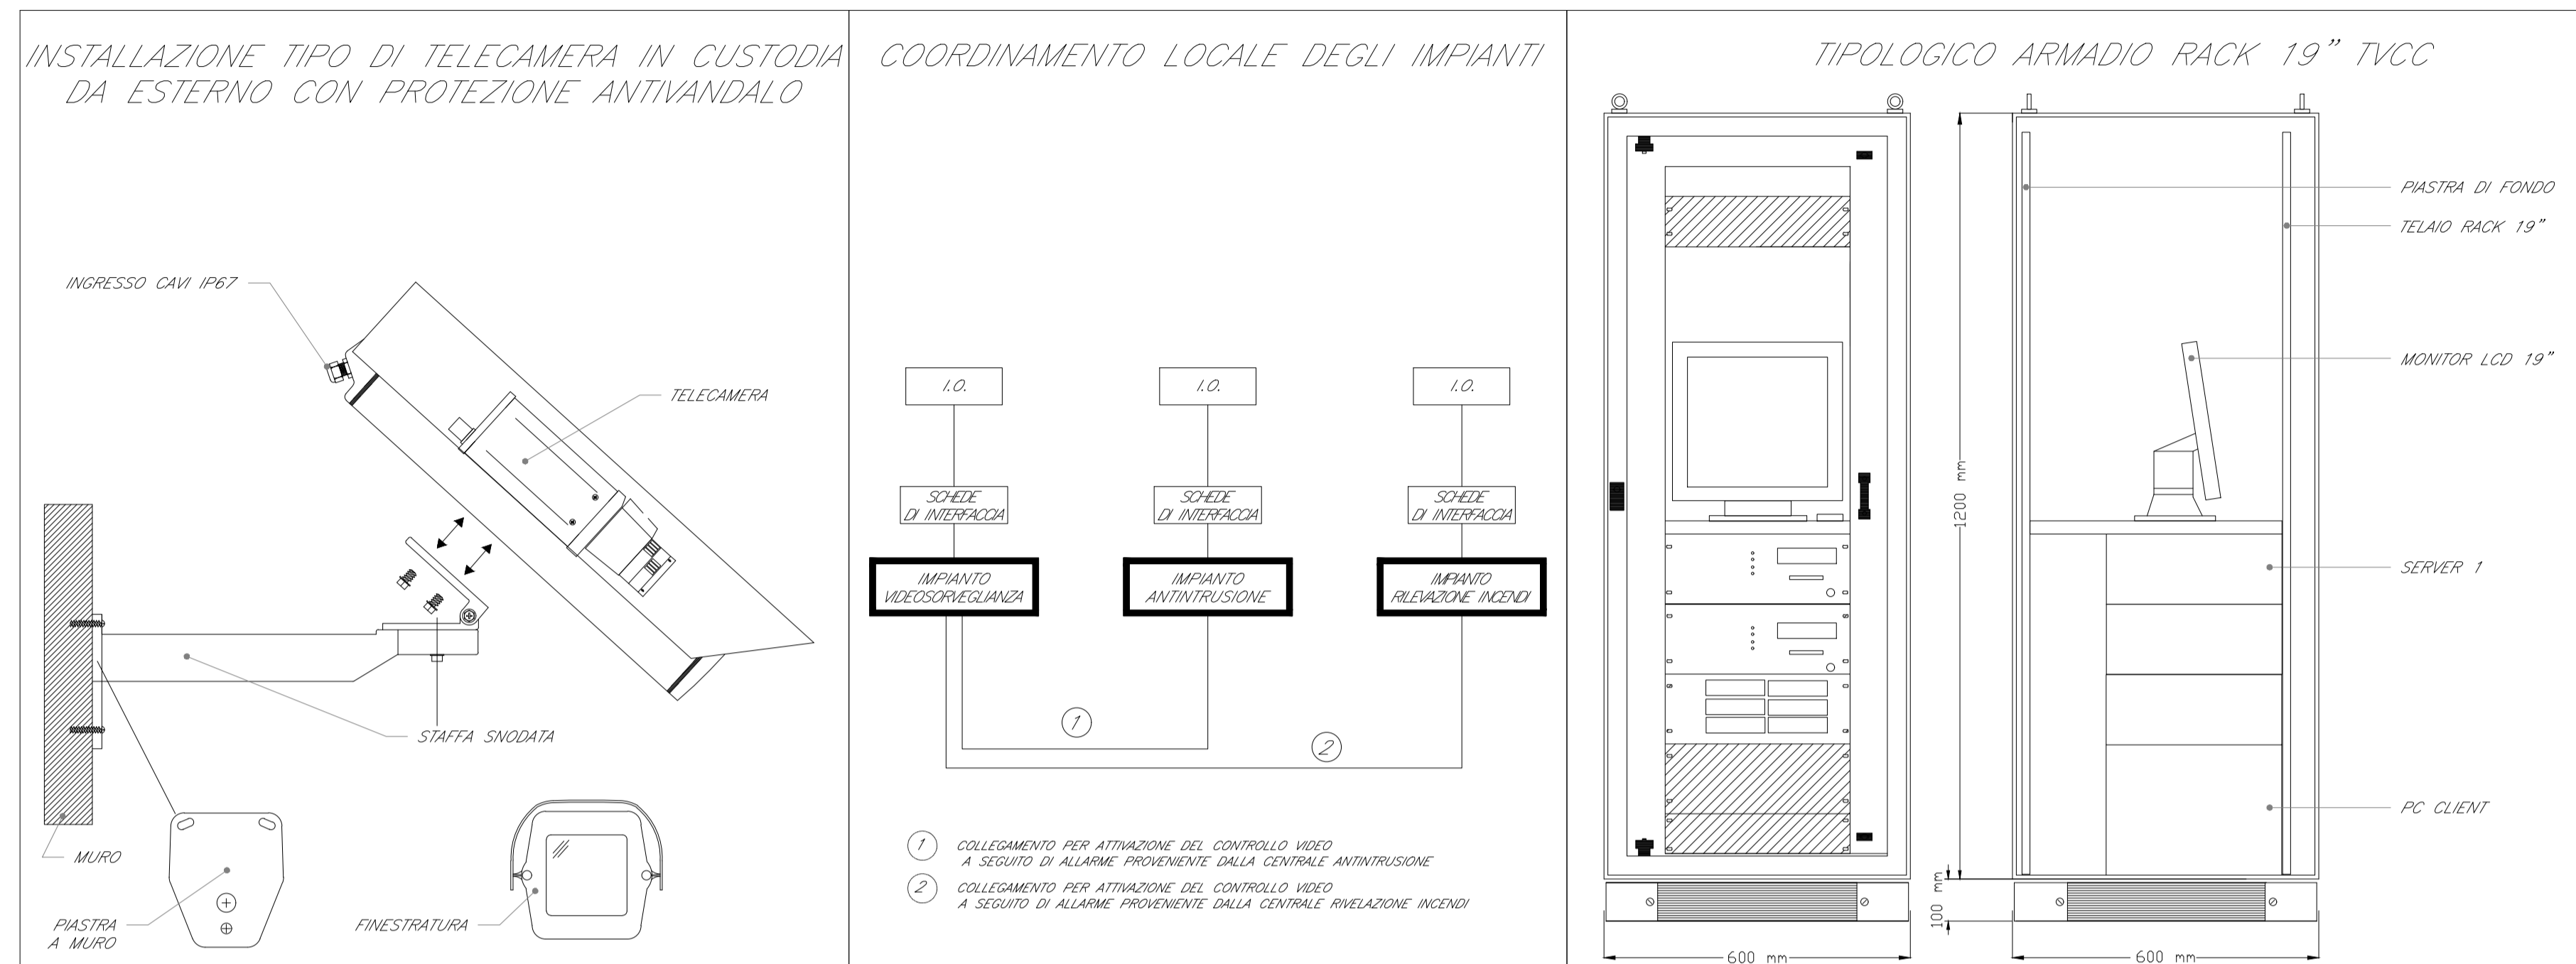 INSTALLAZIONE TIPO DI TELECAMERA IN CUSTODIA
DA ESTERNO CON PROTEZIONE ANTIVANDALO
INGRESSO CAVI IP67
TELECAMERA
STAFFA SNODATA
MURO
PIASTRA
A MURO
FINESTRATURA
COORDINAMENTO LOCALE DEGLI IMPIANTI
I.O.
I.O.
I.O.
SCHEDE
DI INTERFACCIA
SCHEDE
DI INTERFACCIA
SCHEDE
DI INTERFACCIA
IMPIANTO
VIDEOSORVEGLIANZA
IMPIANTO
ANTINTRUSIONE
IMPIANTO
RILEVAZIONE INCENDI
1
2
1 COLLEGAMENTO PER ATTIVAZIONE DEL CONTROLLO VIDEO
A SEGUITO DI ALLARME PROVENIENTE DALLA CENTRALE ANTINTRUSIONE
2 COLLEGAMENTO PER ATTIVAZIONE DEL CONTROLLO VIDEO
A SEGUITO DI ALLARME PROVENIENTE DALLA CENTRALE RIVELAZIONE INCENDI
TIPOLOGICO ARMADIO RACK 19" TVCC
PIASTRA DI FONDO
TELAIO RACK 19"
MONITOR LCD 19"
SERVER 1
PC CLIENT
1200 mm
100 mm
600 mm
600 mm